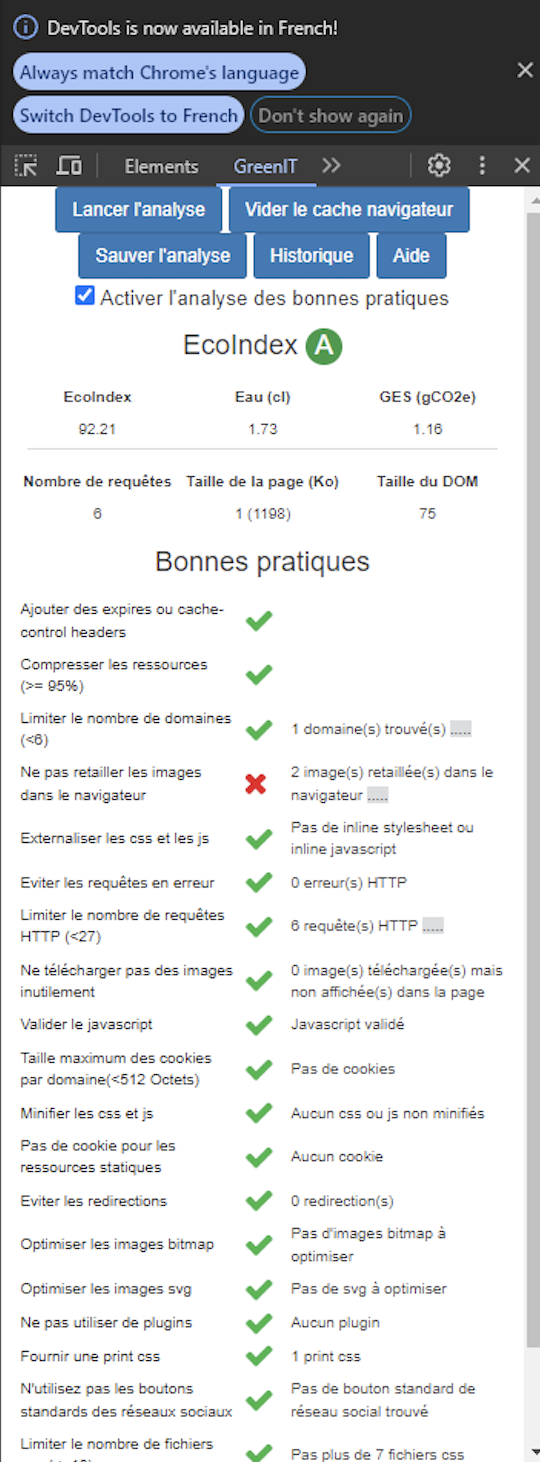 DevTools is now available in French!
Always match Chrome's language
Switch DevTools to French Don't show again
Elements GreenIT
Lancer l'analyse Vider le cache navigateur
Sauver l'analyse Historique Aide
Activer l'analyse des bonnes pratiques
EcoIndex A
EcoIndex Eau (cl) GES (gCO2e)
92.21 1.73 1.16
Nombre de requêtes Taille de la page (Ko) Taille du DOM
6 1 (1198) 75
Bonnes pratiques
Ajouter des expires ou cache-
control headers
Compresser les ressources
(>= 95%)
Limiter le nombre de domaines
(<6)
1 domaine(s) trouvé(s) .....
Ne pas retailler les images
dans le navigateur
2 image(s) retaillée(s) dans le
navigateur .....
Externaliser les css et les js
Pas de inline stylesheet ou
inline javascript
Eviter les requêtes en erreur
0 erreur(s) HTTP
Limiter le nombre de requêtes
HTTP (<27)
6 requête(s) HTTP .....
Ne télécharger pas des images
inutilement
0 image(s) téléchargée(s) mais
non affichée(s) dans la page
Valider le javascript
Javascript validé
Taille maximum des cookies
par domaine(<512 Octets)
Pas de cookies
Minifier les css et js
Aucun css ou js non minifiés
Pas de cookie pour les
ressources statiques
Aucun cookie
Eviter les redirections
0 redirection(s)
Optimiser les images bitmap
Pas d'images bitmap à
optimiser
Optimiser les images svg
Pas de svg à optimiser
Ne pas utiliser de plugins
Aucun plugin
Fournir une print css
1 print css
N'utilisez pas les boutons
standards des réseaux sociaux
Pas de bouton standard de
réseau social trouvé
Limiter le nombre de fichiers
Pas plus de 7 fichiers css